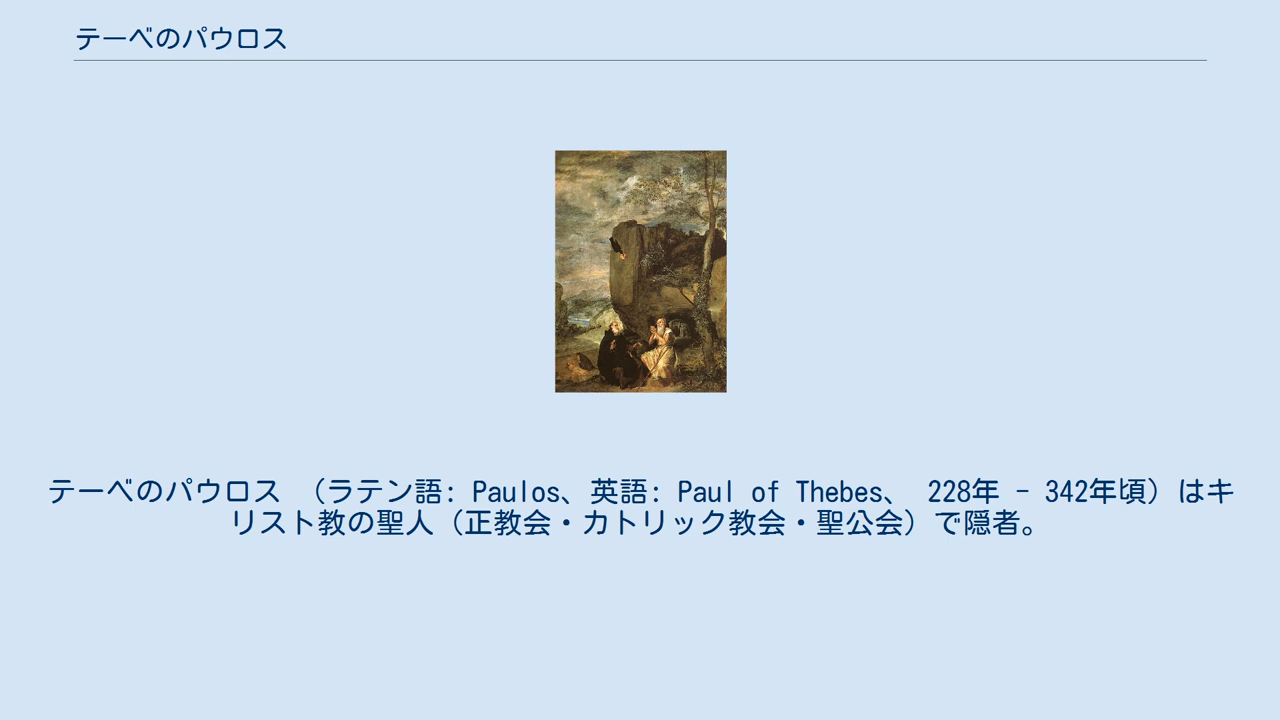 テーベのパウロス
テーベのパウロス （ラテン語: Paulos、英語: Paul of Thebes、 228年 - 342年頃）はキ
リスト教の聖人（正教会・カトリック教会・聖公会）で隠者。